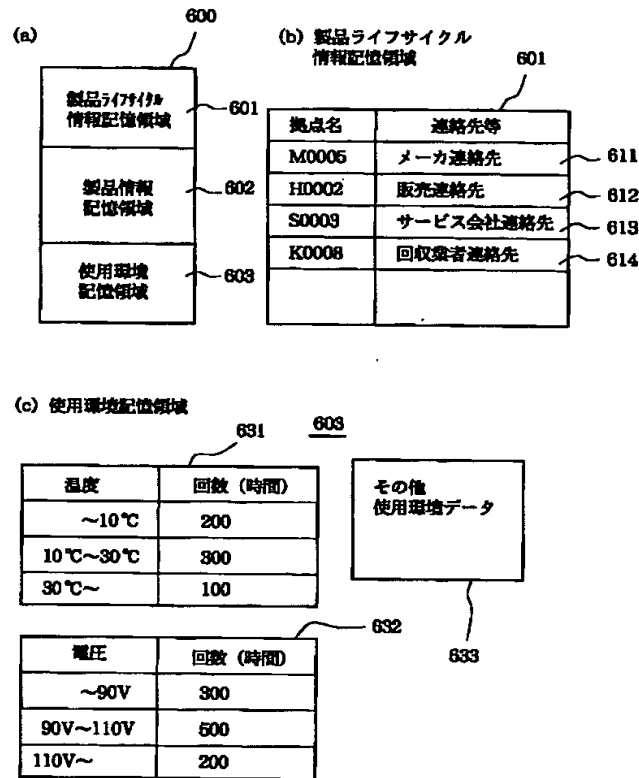 600
(a)
製品ライフサイクル
情報記憶領域
601
製品情報
記憶領域
602
使用環境
記憶領域
603
(b) 製品ライフサイクル
情報記憶領域
601
拠点名 連絡先等
M0005 メーカ連絡先 611
H0002 販売連絡先 612
S0003 サービス会社連絡先 613
K0008 回収業者連絡先 614
(c) 使用環境記憶領域
603
631
温度 回数（時間）
～10℃ 200
10℃～30℃ 300
30℃～ 100
その他
使用環境データ
633
632
電圧 回数（時間）
～90V 300
90V～110V 500
110V～ 200